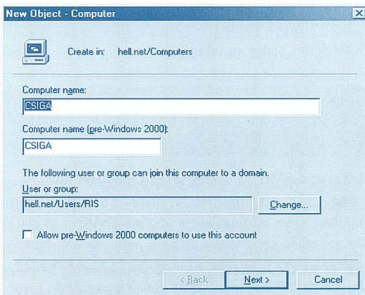 New Object - Computer
Create in: hell.net/Computers
Computer name:
CSIGA
Computer name (pre-Windows 2000):
CSIGA
The following user or group can join this computer to a domain.
User or group:
hell.net/Users/RIS
Change...
Allow pre-Windows 2000 computers to use this account
< Back
Next >
Cancel